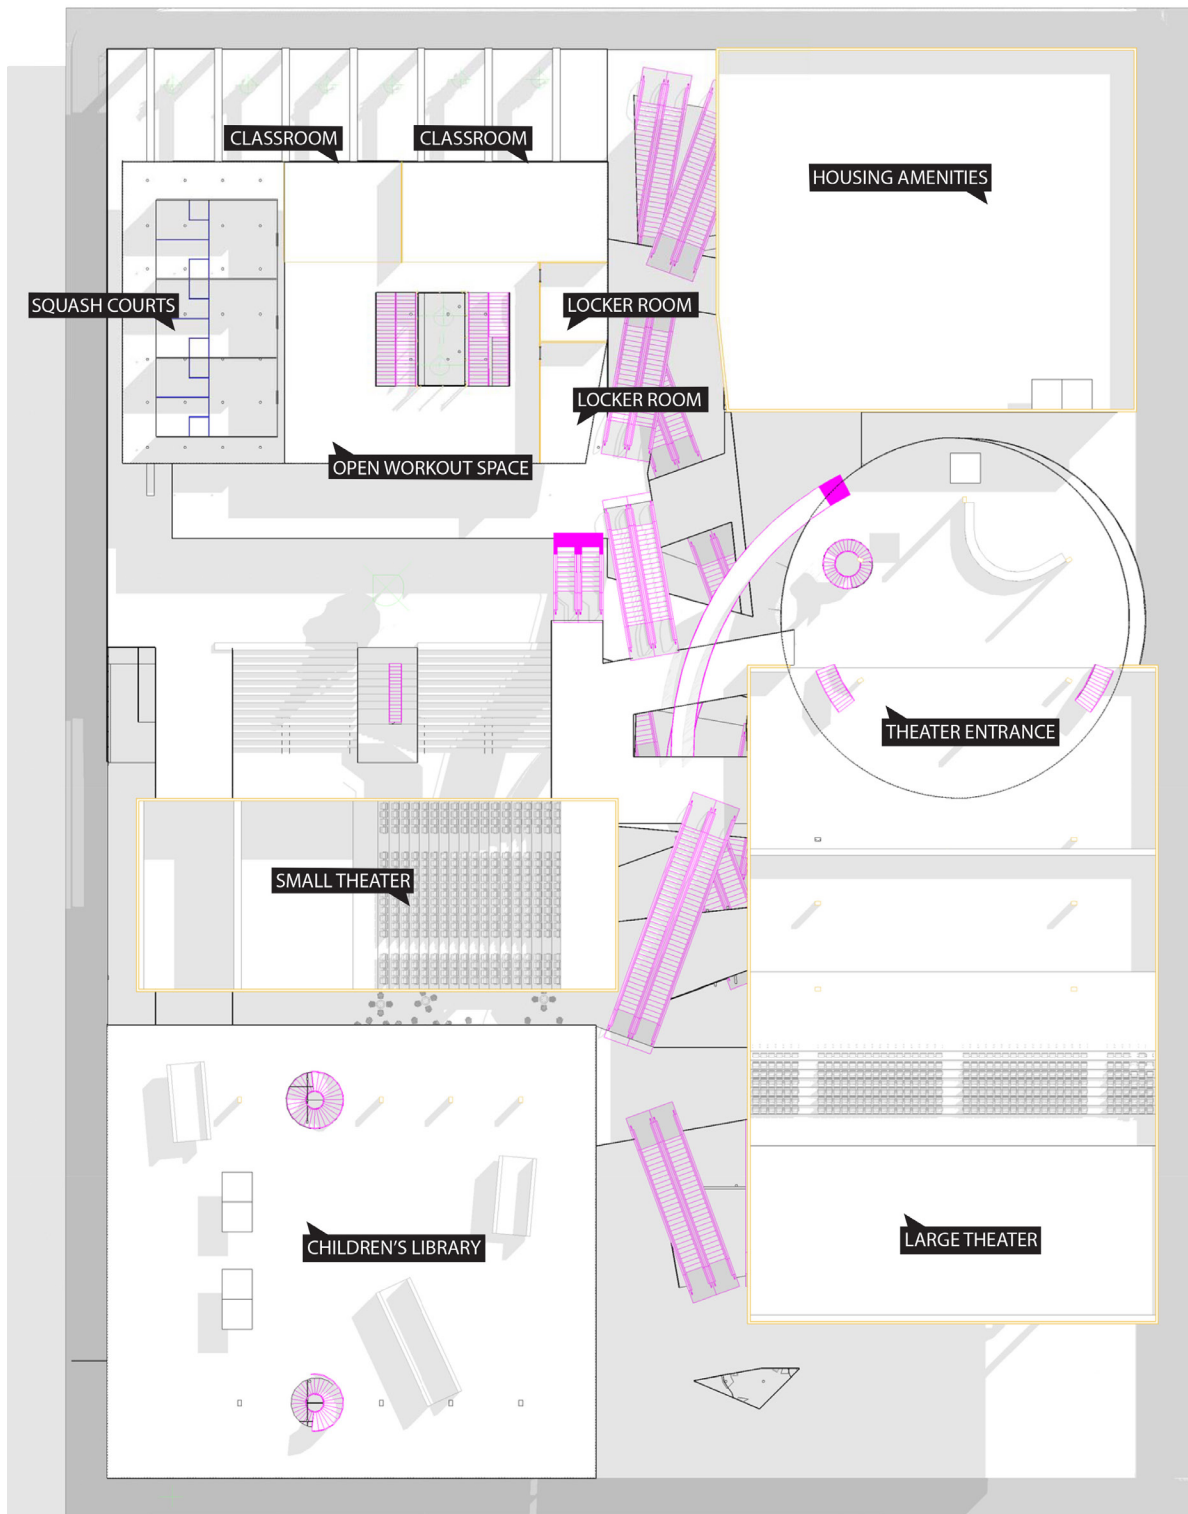 CLASSROOM
CLASSROOM
HOUSING AMENITIES
SQUASH COURTS
LOCKER ROOM
LOCKER ROOM
OPEN WORKOUT SPACE
THEATER ENTRANCE
SMALL THEATER
CHILDREN'S LIBRARY
LARGE THEATER